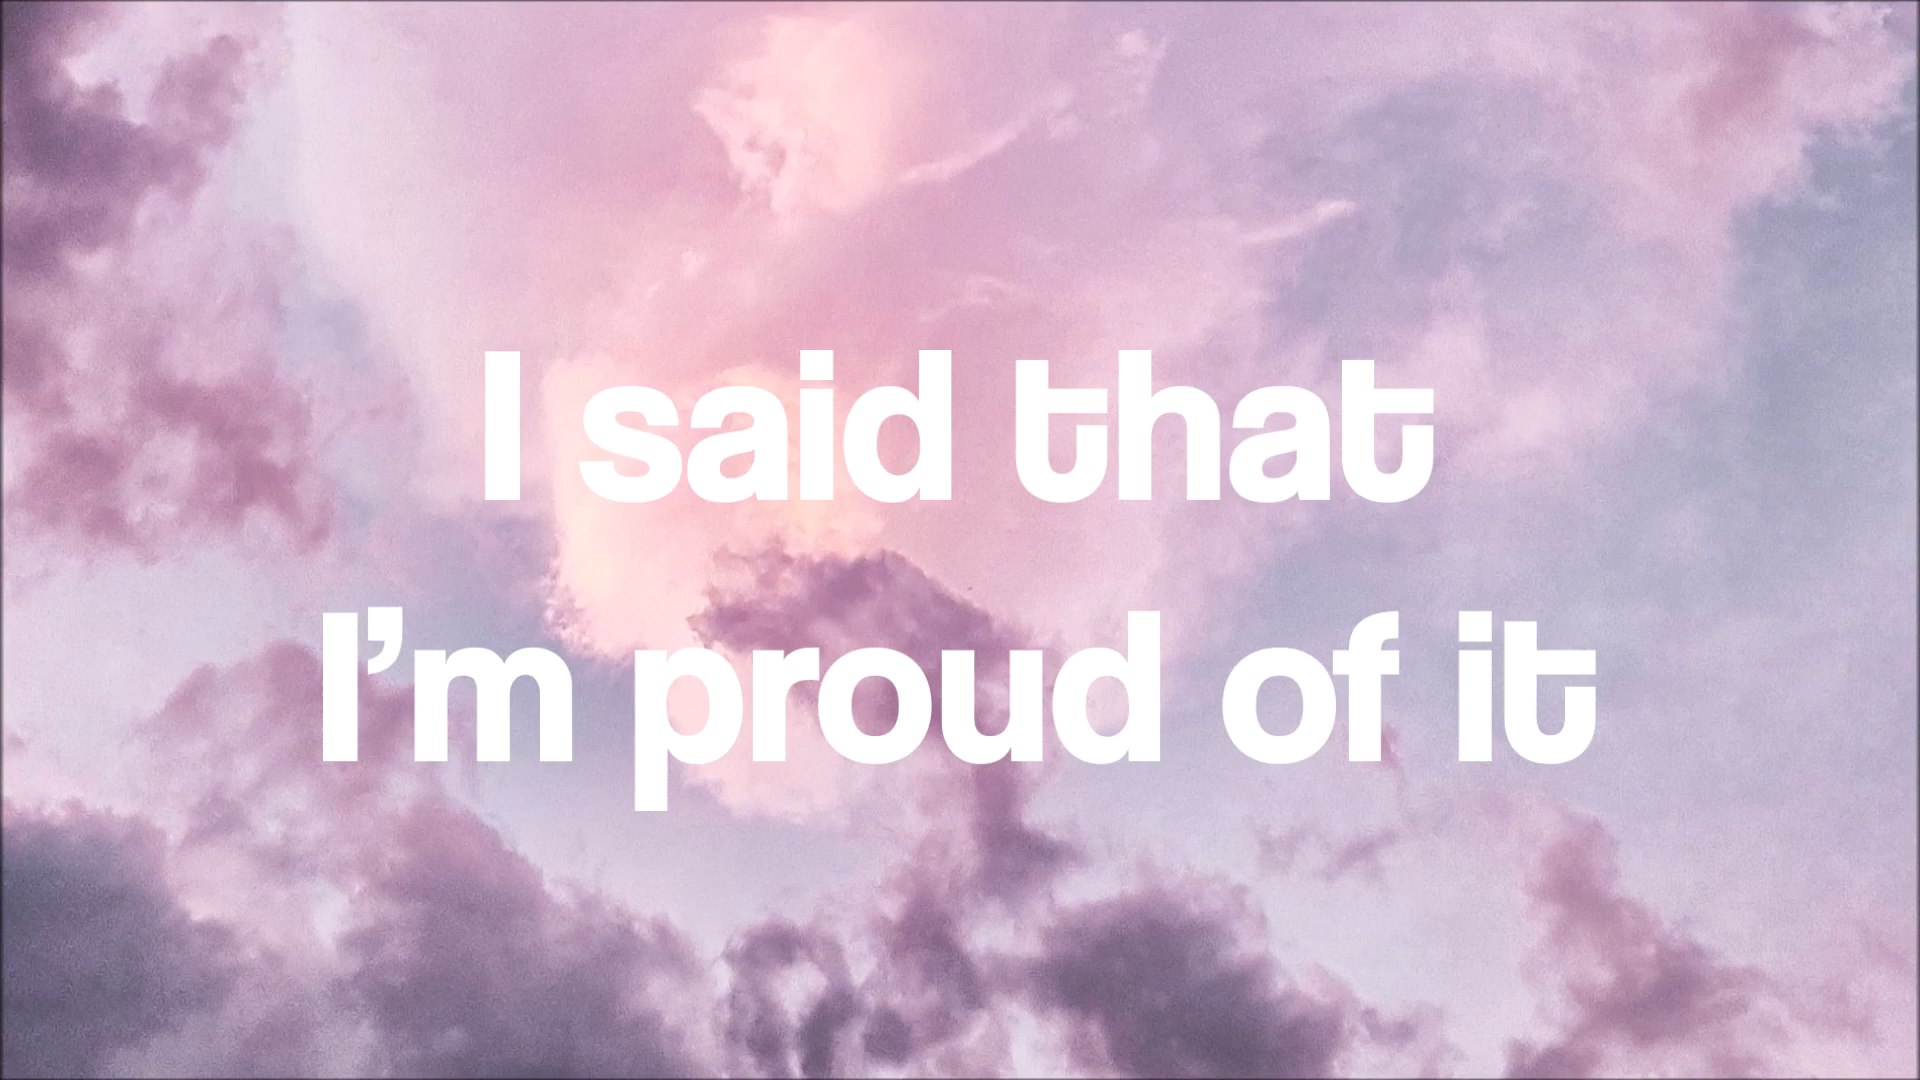 I said that
I’m proud of it